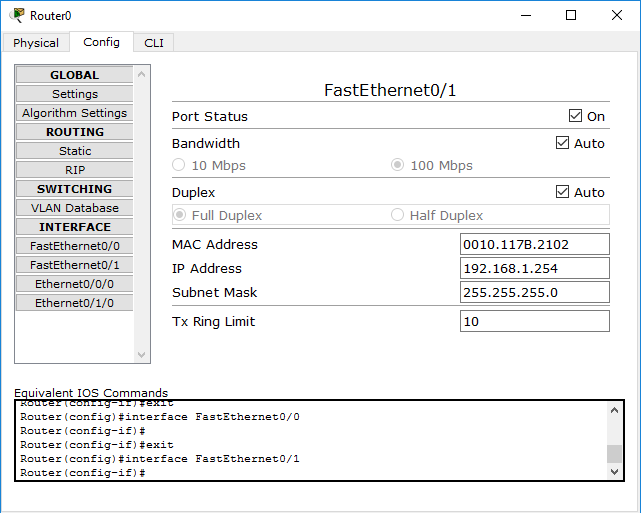 Router0
Physical Config CLI
GLOBAL
Settings
Algorithm Settings
ROUTING
Static
RIP
SWITCHING
VLAN Database
INTERFACE
FastEthernet0/0
FastEthernet0/1
Ethernet0/0/0
Ethernet0/1/0
FastEthernet0/1
Port Status On
Bandwidth Auto
10 Mbps 100 Mbps
Duplex Auto
Full Duplex Half Duplex
MAC Address 0010.117B.2102
IP Address 192.168.1.254
Subnet Mask 255.255.255.0
Tx Ring Limit 10
Equivalent IOS Commands
Router(config-if)#exit
Router(config)#interface FastEthernet0/0
Router(config-if)#
Router(config-if)#exit
Router(config)#interface FastEthernet0/1
Router(config-if)#